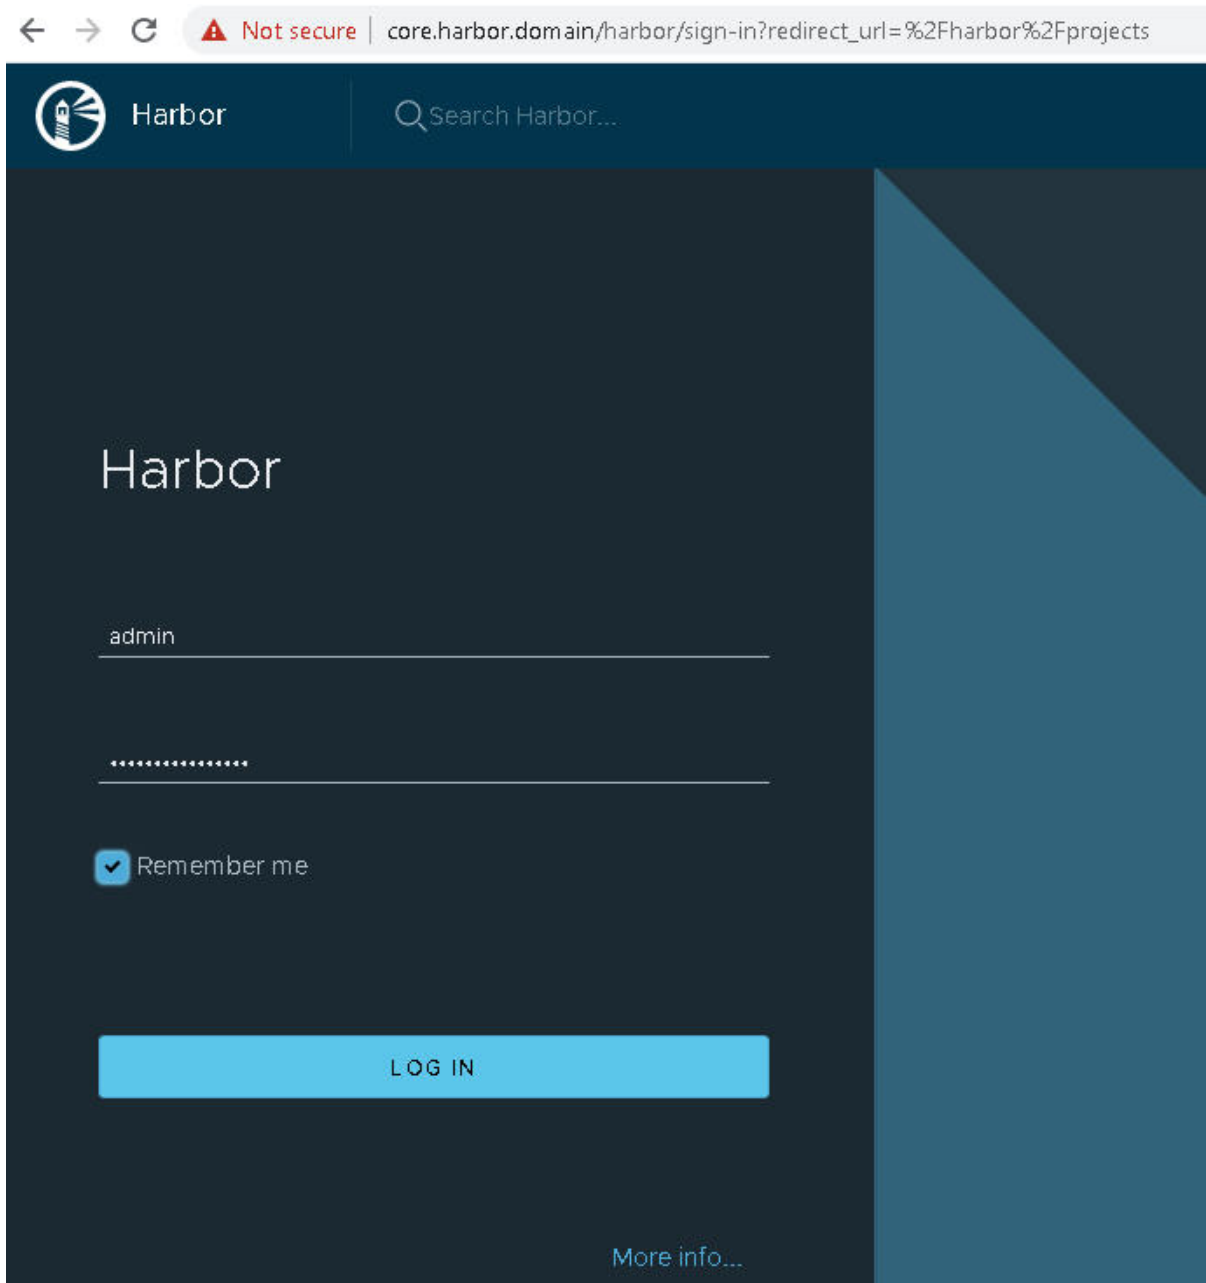 Not secure | core.harbor.domain/harbor/sign-in?redirect_url=%2Fharbor%2Fprojects
Harbor
Search Harbor...
Harbor
admin
••••••••••••••••
Remember me
LOG IN
More info...